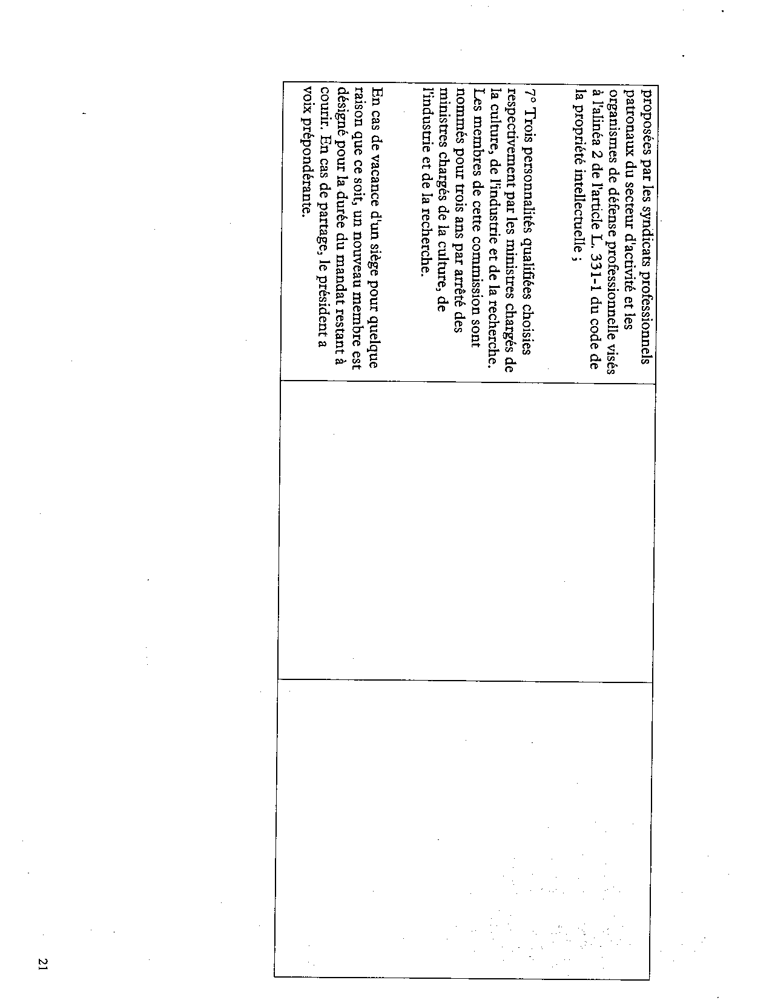 proposées par les syndicats professionnels
patronaux du secteur d'activité et les
organismes de défense professionnelle visés
à l'alinéa 2 de l'article L. 331-1 du code de
la propriété intellectuelle ;
7° Trois personnalités qualifiées choisies
respectivement par les ministres chargés de
la culture, de l'industrie et de la recherche.
Les membres de cette commission sont
nommés pour trois ans par arrêté des
ministres chargés de la culture, de
l'industrie et de la recherche.
En cas de vacance d'un siège pour quelque
raison que ce soit, un nouveau membre est
désigné pour la durée du mandat restant à
courir. En cas de partage, le président a
voix prépondérante.
21